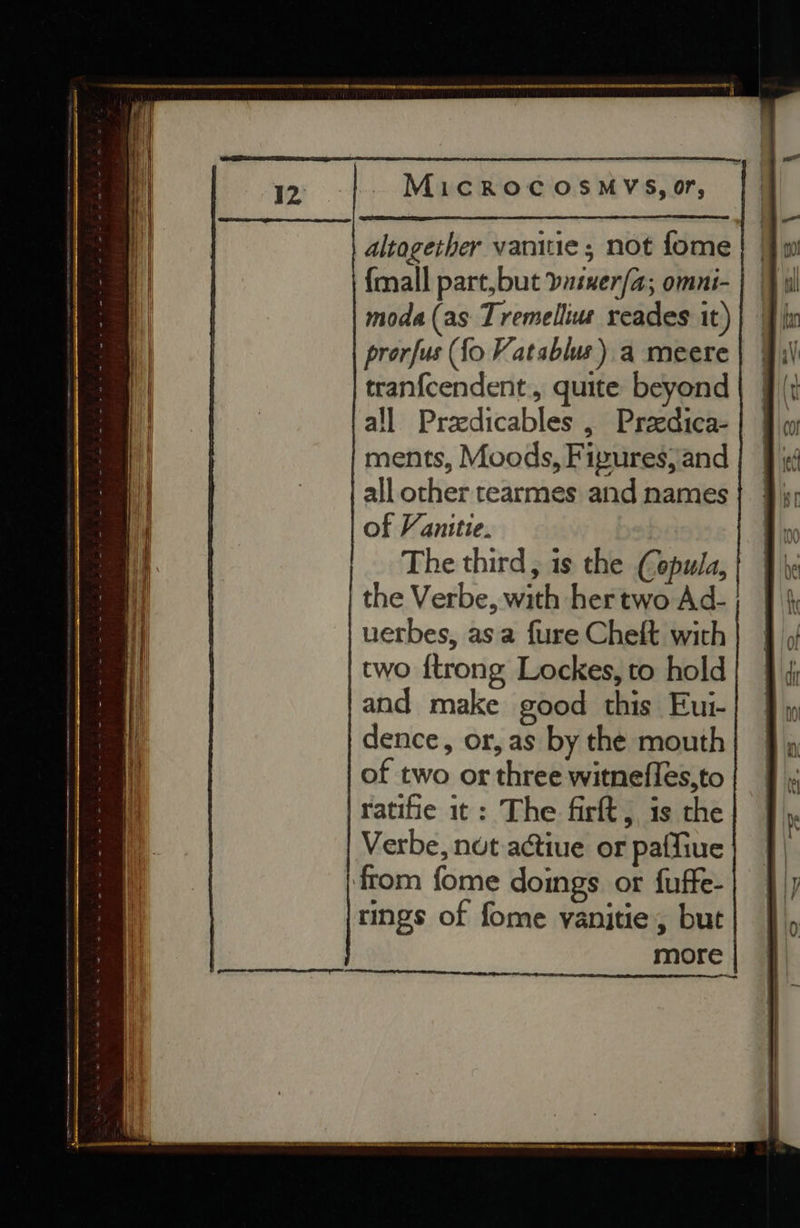 12
MICROCOSMVS, or,
altogether vanitie; not ſome
ſmall part, but vniuerſa; omni-
moda (as Tremellius reades it)
prorſus (ſo Vatablus) a meere
tranſcendent, quite beyond
all Prædicables, Prædica-
ments, Moods, Figures, and
all other tearmes and names
of Vanitie.
The third, is the Copula,
the Verbe, with her two Ad-
uerbes, as a ſure Cheſt with
two ſtrong Lockes, to hold
and make good this Eui-
dence, or, as by the mouth
of two or three witneſſes, to
ratifie it : The firſt, is the
Verbe, not actiue or paſſiue
from ſome doings or ſuffe-
rings of ſome vanitie, but
more